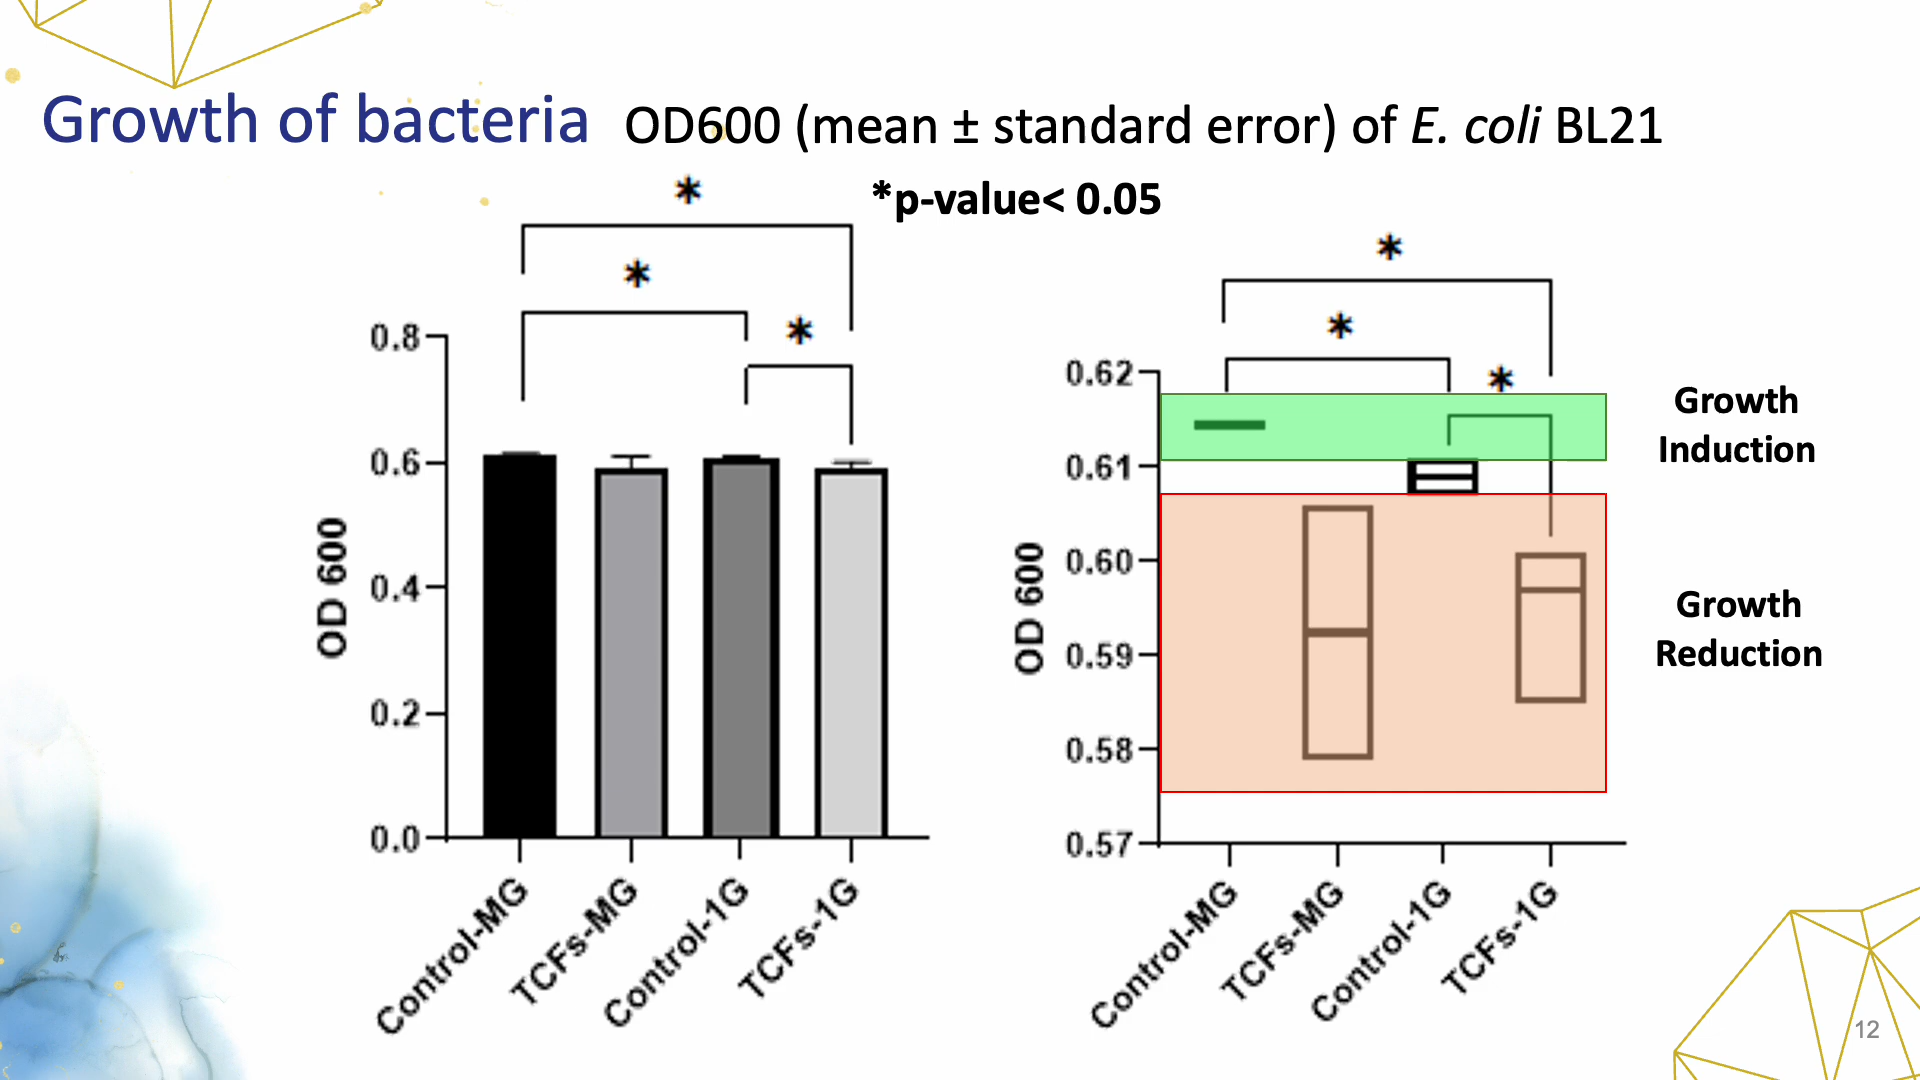 Growth of bacteria OD600 (mean ± standard error) of E. coli BL21
*p-value< 0.05
*
*
*
0.8
0.6
0.4
0.2
0.0
OD 600
Control-MG
TCFs-MG
Control-1G
TCFs-1G
*
*
*
0.62
0.61
0.60
0.59
0.58
0.57
OD 600
Control-MG
TCFs-MG
Control-1G
TCFs-1G
Growth
Induction
Growth
Reduction
12